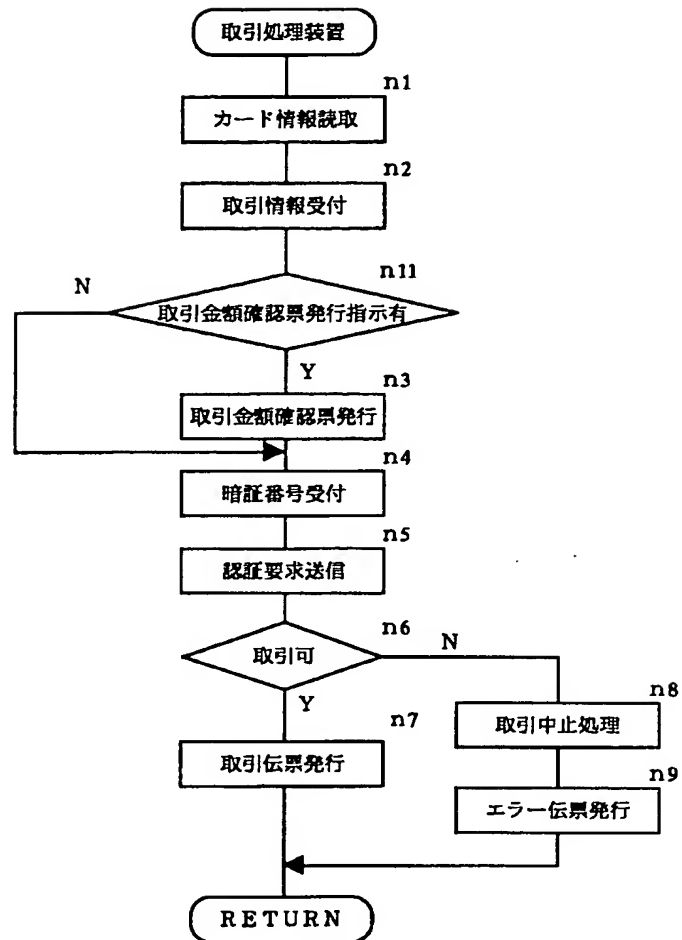 取引処理装置
n1
カード情報読取
n2
取引情報受付
n11
N
取引金額確認票発行指示有
Y
n3
取引金額確認票発行
n4
暗証番号受付
n5
認証要求送信
n6
取引可
N
Y
n7
取引伝票発行
n8
取引中止処理
n9
エラー伝票発行
RETURN